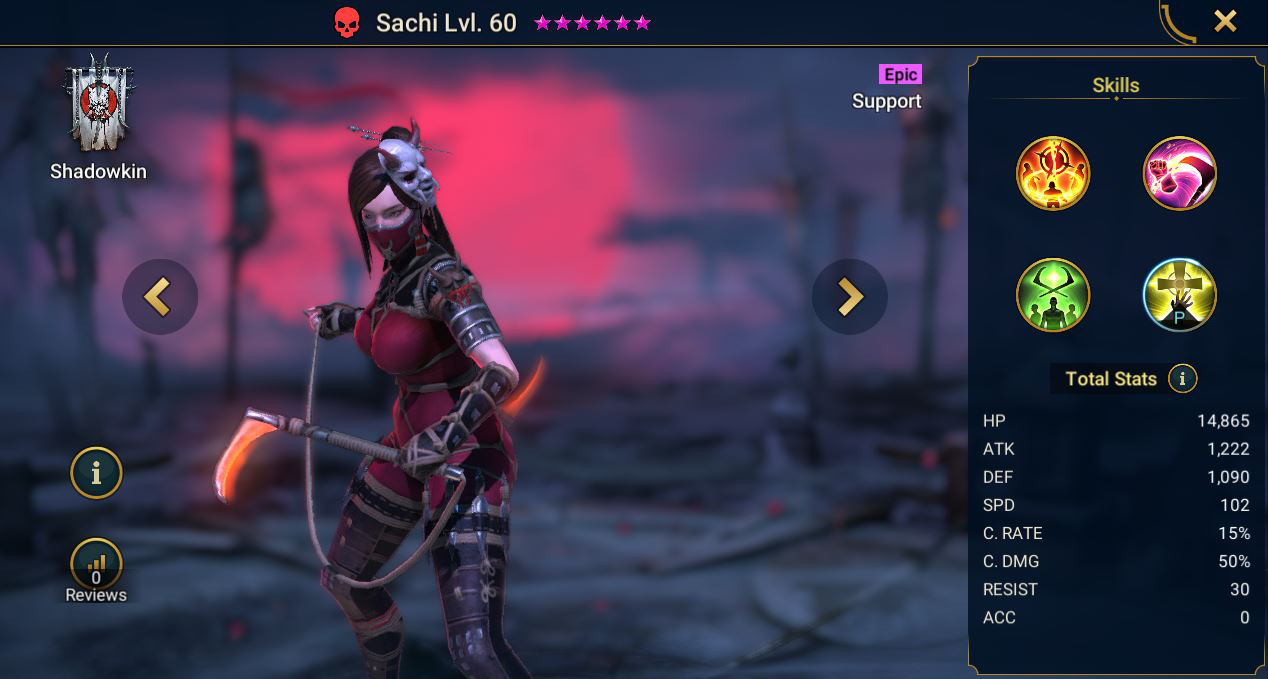 Sachi Lvl. 60
Shadowkin
Epic
Support
0
Reviews
Skills
P
Total Stats
HP 14,865
ATK 1,222
DEF 1,090
SPD 102
C. RATE 15%
C. DMG 50%
RESIST 30
ACC 0